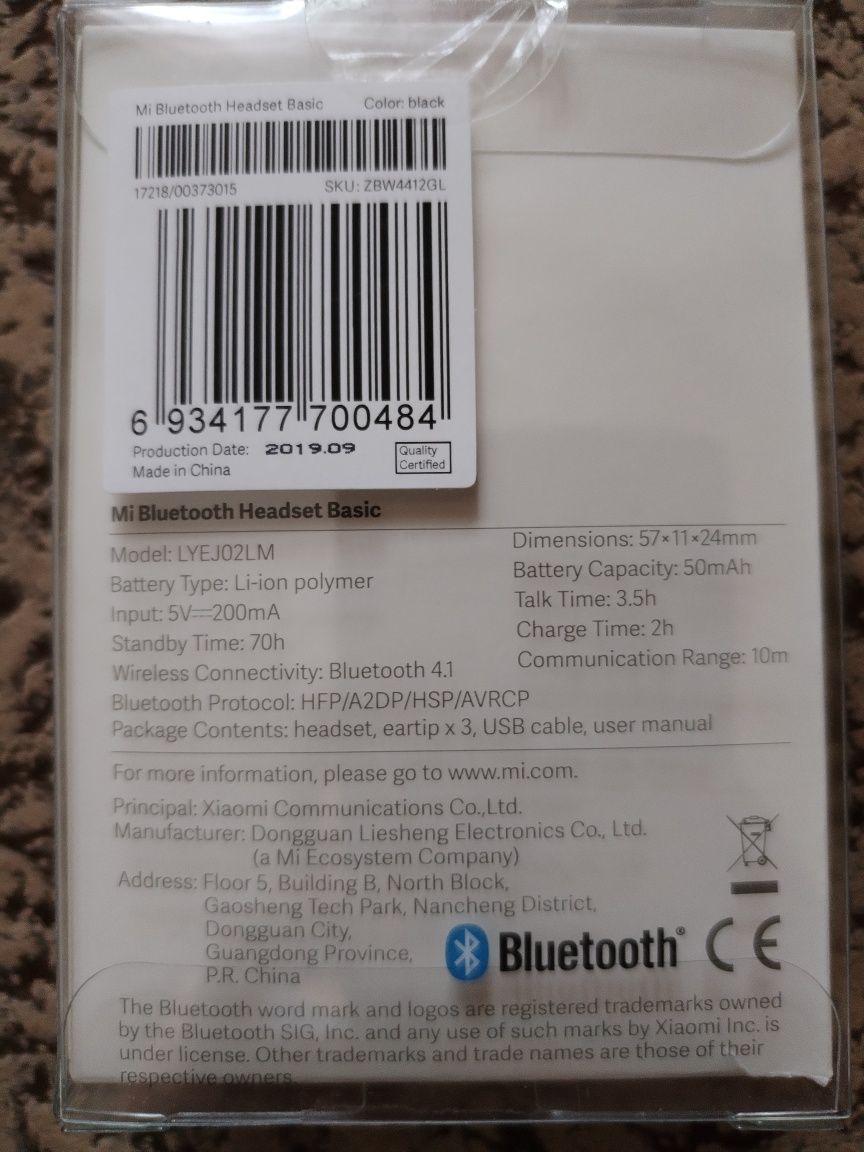 Mi Bluetooth Headset Basic Color: black
17218/00373015 SKU: ZBW4412GL
6 934177 700484
Production Date: 2019.09
Made in China
Quality
Certified
Mi Bluetooth Headset Basic
Model: LYEJ02LM
Battery Type: Li-ion polymer
Input: 5V⎓200mA
Standby Time: 70h
Wireless Connectivity: Bluetooth 4.1
Dimensions: 57×11×24mm
Battery Capacity: 50mAh
Talk Time: 3.5h
Charge Time: 2h
Communication Range: 10m
Bluetooth Protocol: HFP/A2DP/HSP/AVRCP
Package Contents: headset, eartip x 3, USB cable, user manual
For more information, please go to www.mi.com.
Principal: Xiaomi Communications Co.,Ltd.
Manufacturer: Dongguan Liesheng Electronics Co., Ltd.
(a Mi Ecosystem Company)
Address: Floor 5, Building B, North Block,
Gaosheng Tech Park, Nancheng District,
Dongguan City,
Guangdong Province,
P.R. China
Bluetooth® CE
The Bluetooth word mark and logos are registered trademarks owned
by the Bluetooth SIG, Inc. and any use of such marks by Xiaomi Inc. is
under license. Other trademarks and trade names are those of their
respective owners.